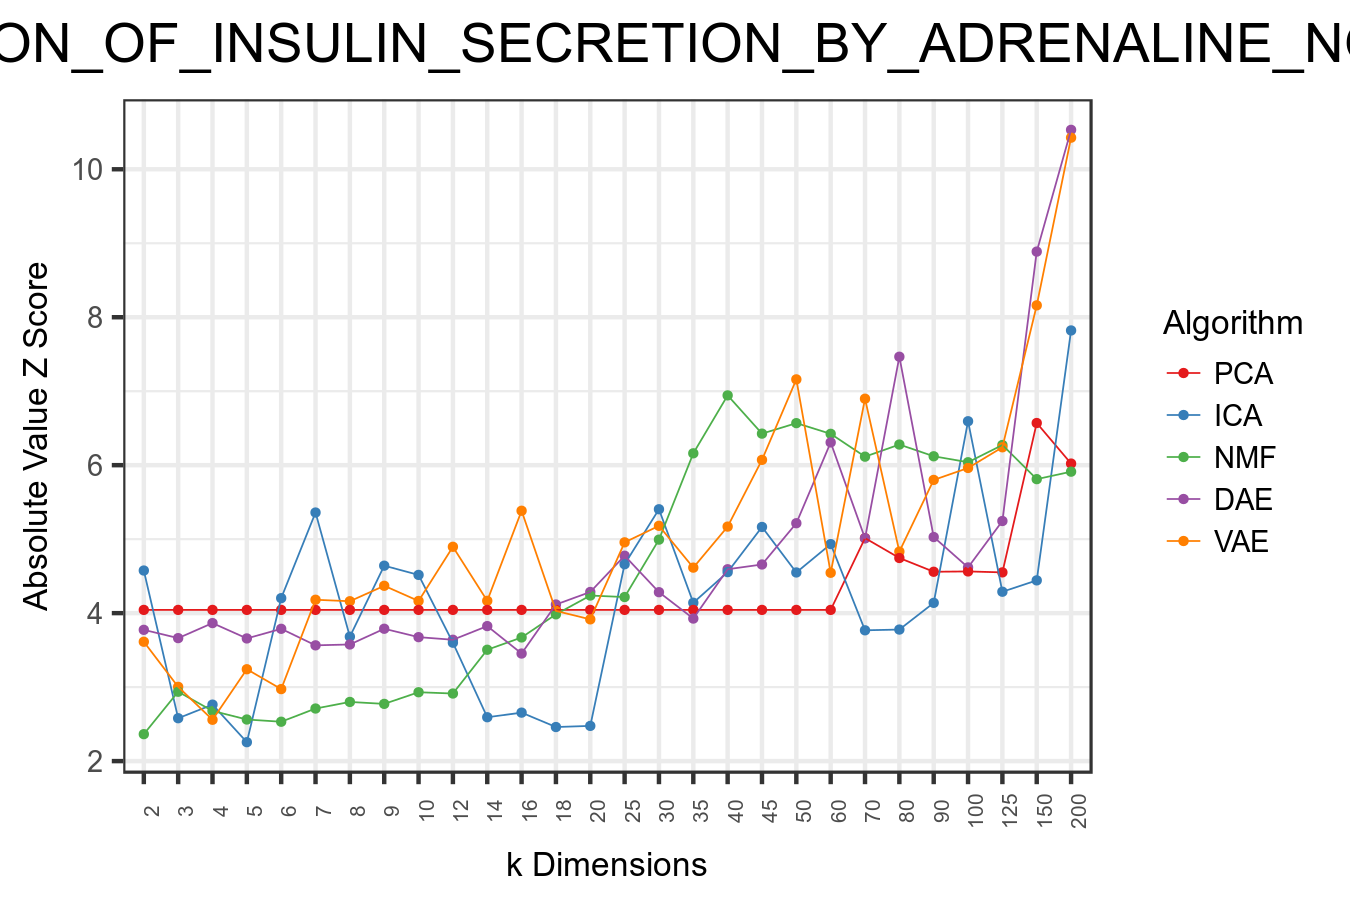 ON_OF_INSULIN_SECRETION_BY_ADRENALINE_NO
Absolute Value Z Score
10
8
6
4
2
2 3 4 5 6 7 8 9 10 12 14 16 18 20 25 30 35 40 45 50 60 70 80 90 100 125 150 200
k Dimensions
Algorithm
PCA
ICA
NMF
DAE
VAE